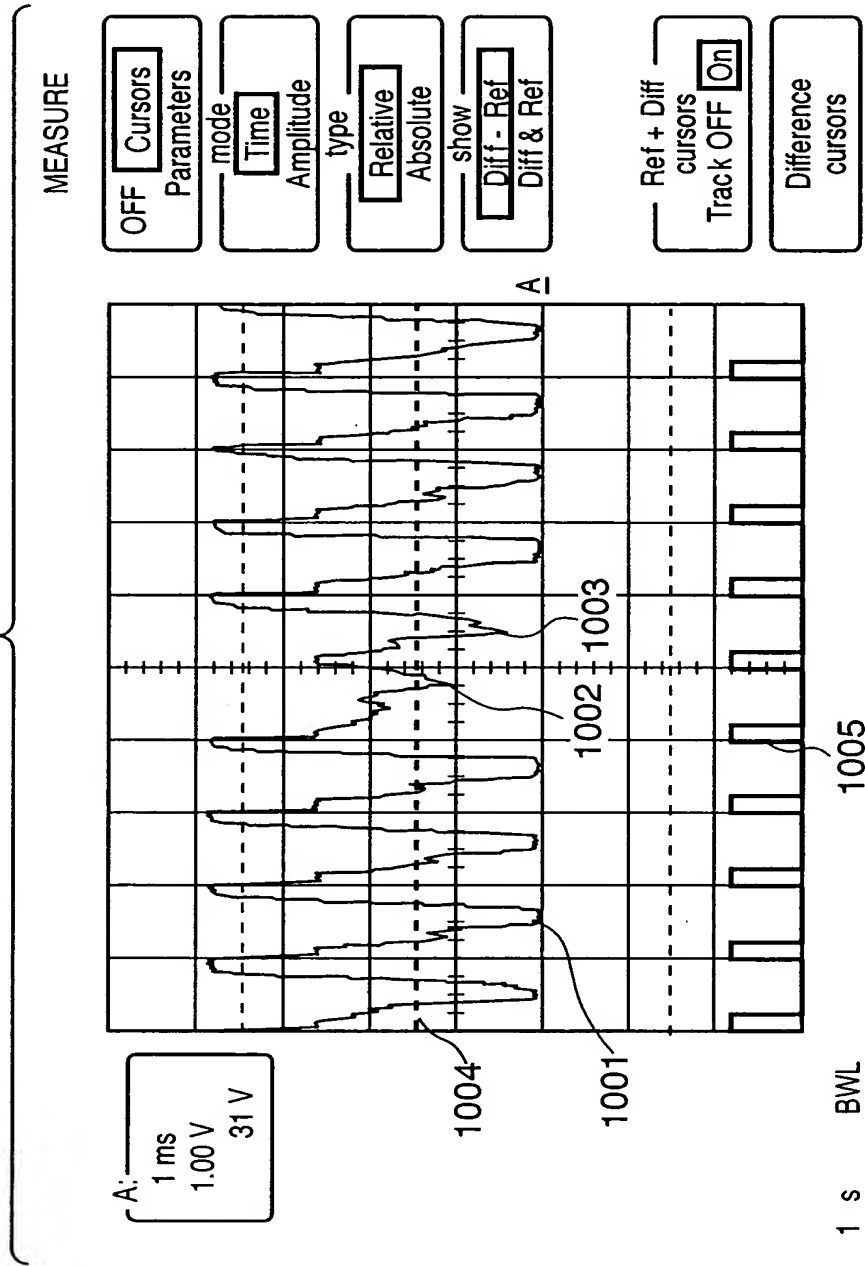 MEASURE
OFF Cursors
Parameters
mode
Time
Amplitude
type
Relative
Absolute
show
Diff - Ref
Diff & Ref
Ref + Diff
cursors
Track OFF On
Difference
cursors
A:
1 ms
1.00 V
31 V
A
1004
1001
1002
1003
1005
1 s BWL